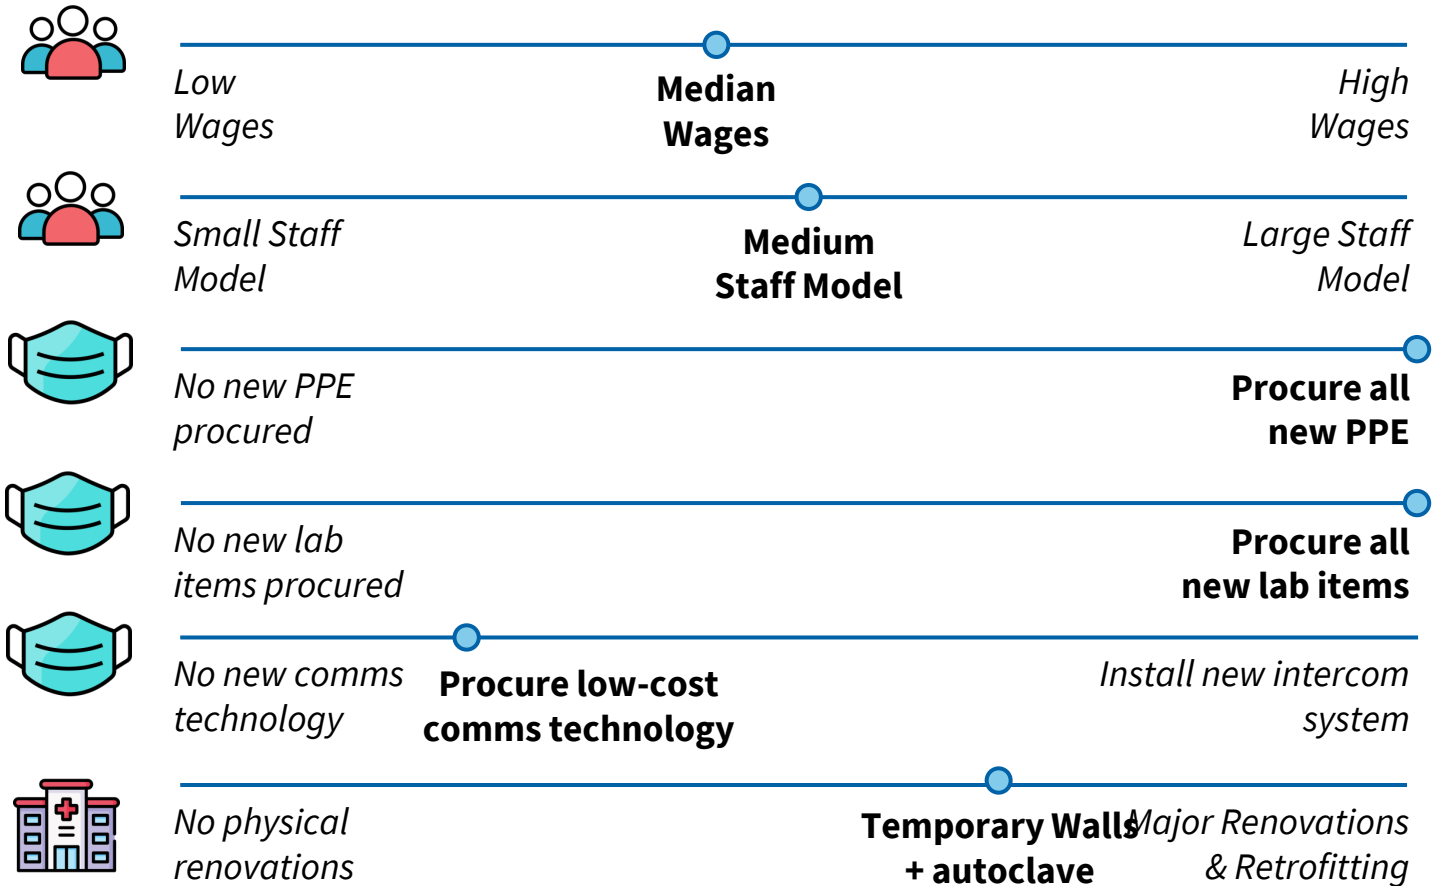 Low
Wages
Median
Wages
High
Wages
Small Staff
Model
Medium
Staff Model
Large Staff
Model
No new PPE
procured
Procure all
new PPE
No new lab
items procured
Procure all
new lab items
No new comms
technology
Procure low-cost
comms technology
Install new intercom
system
No physical
renovations
Temporary Walls
+ autoclave
Major Renovations
& Retrofitting